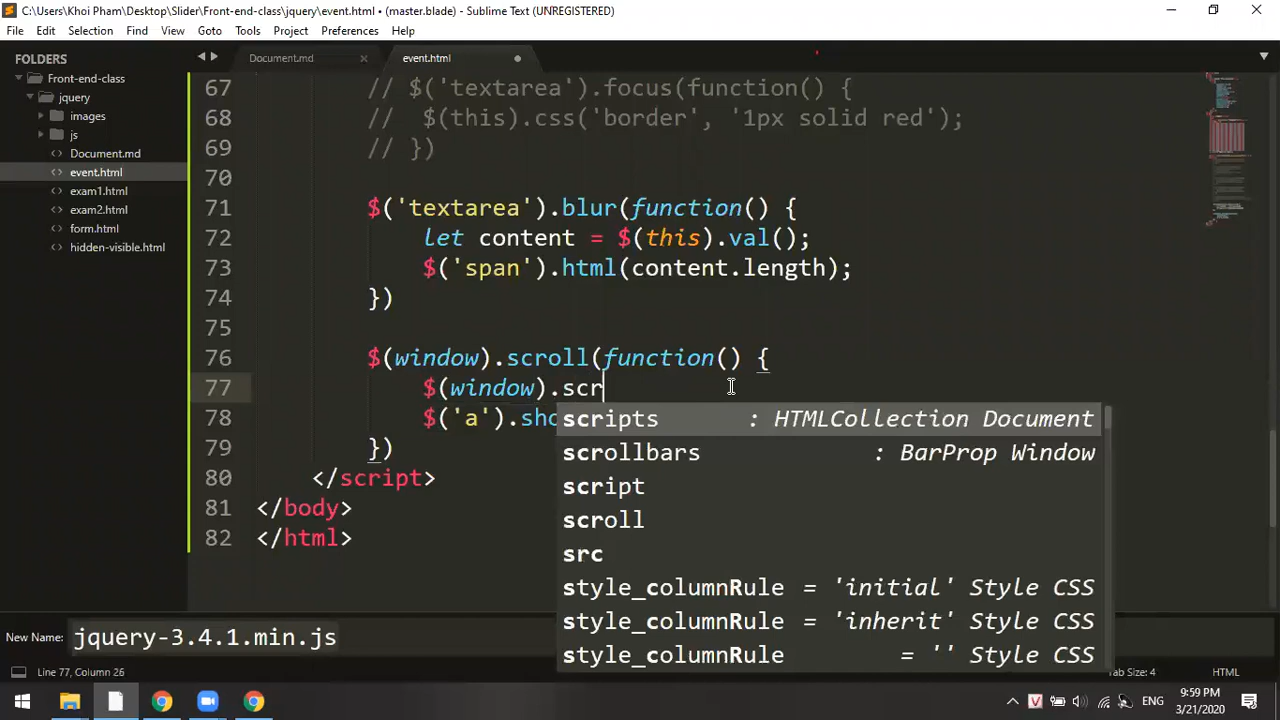 C:\Users\Khoi Pham\Desktop\Slider\Front-end-class\jquery\event.html • (master.blade) - Sublime Text (UNREGISTERED)
File Edit Selection Find View Goto Tools Project Preferences Help
FOLDERS
Front-end-class
jquery
images
js
Document.md
event.html
exam1.html
exam2.html
form.html
hidden-visible.html
Document.md event.html
67 // $('textarea').focus(function() {
68 // $(this).css('border', '1px solid red');
69 // })
70
71 $('textarea').blur(function() {
72 let content = $(this).val();
73 $('span').html(content.length);
74 })
75
76 $(window).scroll(function() {
77 $(window).scr
78 $('a').sho
79 })
80 </script>
81 </body>
82 </html>
scripts : HTMLCollection Document
scrollbars : BarProp Window
script
scroll
src
style_columnRule = 'initial' Style CSS
style_columnRule = 'inherit' Style CSS
style_columnRule = '' Style CSS
New Name: jquery-3.4.1.min.js
Line 77, Column 26 Tab Size: 4 HTML
ENG 9:59 PM
3/21/2020